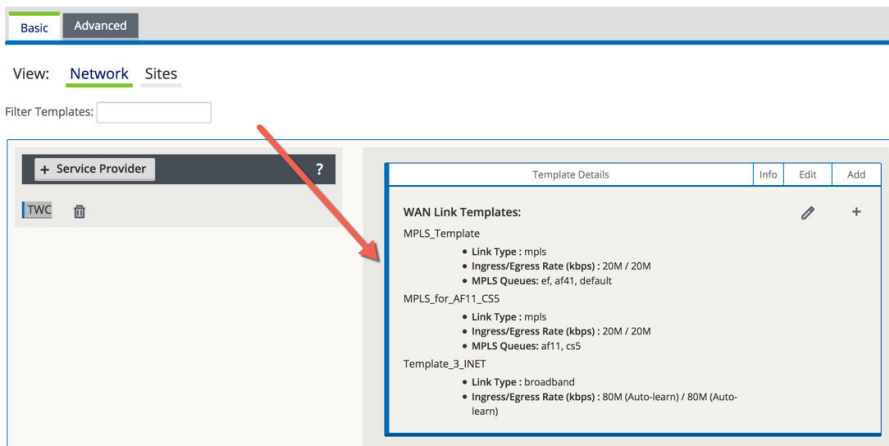 Basic Advanced
View: Network Sites
Filter Templates:
+ Service Provider ?
TWC
Template Details Info Edit Add
WAN Link Templates: +
MPLS_Template
• Link Type : mpls
• Ingress/Egress Rate (kbps) : 20M / 20M
• MPLS Queues: ef, af41, default
MPLS_for_AF11_CS5
• Link Type : mpls
• Ingress/Egress Rate (kbps) : 20M / 20M
• MPLS Queues: af11, cs5
Template_3_INET
• Link Type : broadband
• Ingress/Egress Rate (kbps) : 80M (Auto-learn) / 80M (Auto-
learn)